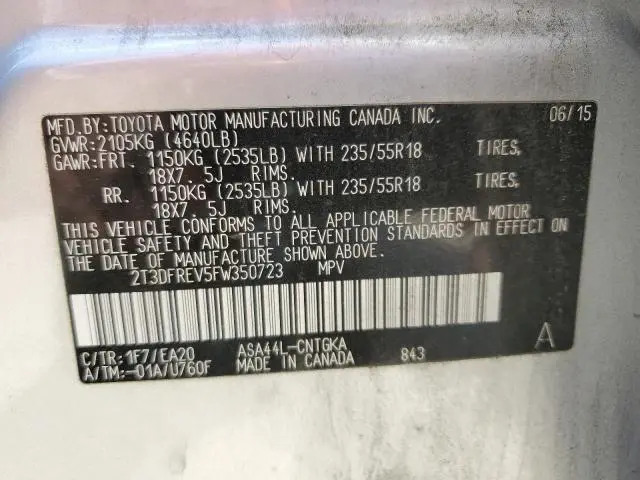 MFD.BY:TOYOTA MOTOR MANUFACTURING CANADA INC. 06/15
GVWR:2105KG (4640LB)
GAWR:FRT. 1150KG (2535LB) WITH 235/55R18 TIRES,
18X7. 5J RIMS.
RR. 1150KG (2535LB) WITH 235/55R18 TIRES,
18X7. 5J RIMS.
THIS VEHICLE CONFORMS TO ALL APPLICABLE FEDERAL MOTOR
VEHICLE SAFETY AND THEFT PREVENTION STANDARDS IN EFFECT ON
THE DATE OF MANUFACTURE SHOWN ABOVE.
2T3DFREV5FW350723 MPV
C/TR:1F7/EA20 ASA44L-CNTGKA 843 A
A/TM:-01A/U760F MADE IN CANADA